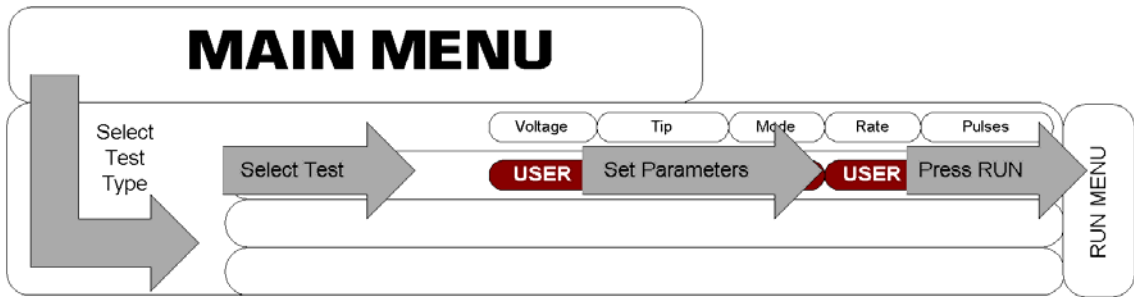 MAIN MENU
Select
Test
Type
Voltage Tip Mode Rate Pulses
Select Test USER Set Parameters USER Press RUN
RUN MENU